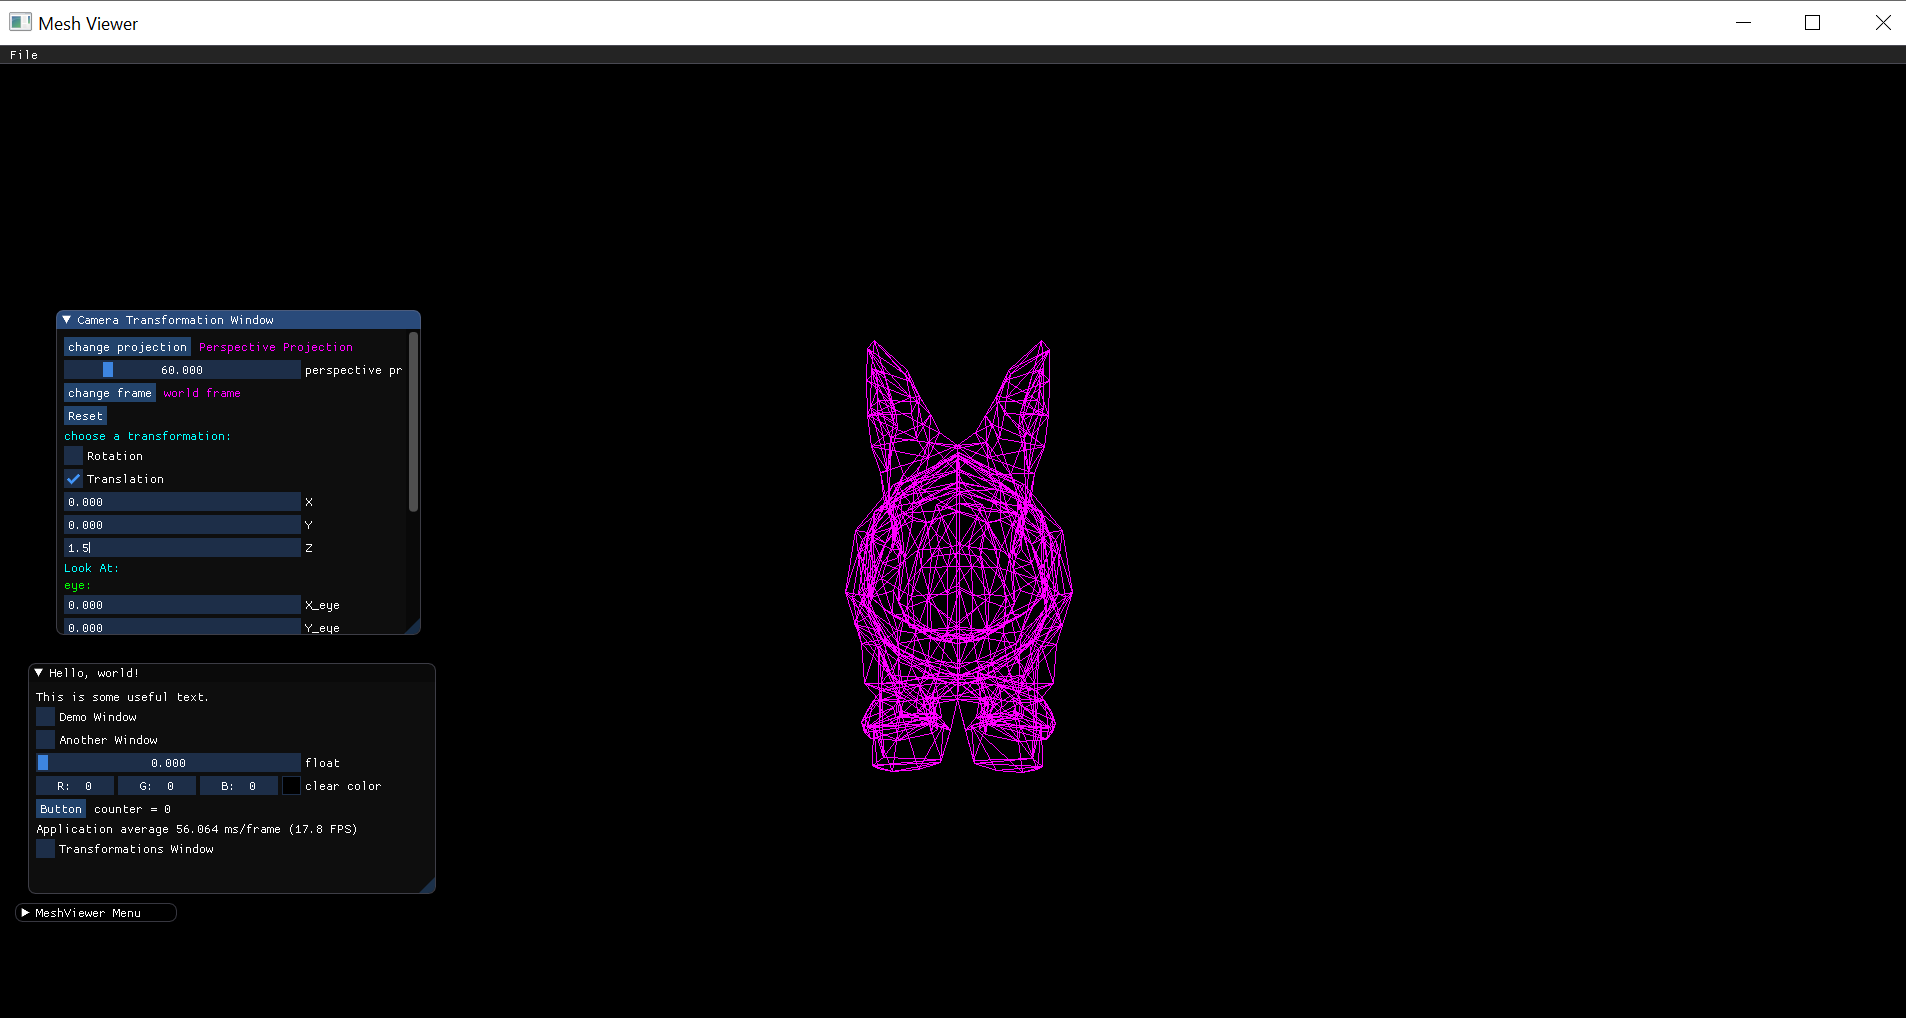 Mesh Viewer
File
Camera Transformation Window
change projection Perspective Projection
60.000 perspective pr
change frame world frame
Reset
choose a transformation:
Rotation
Translation
0.000 X
0.000 Y
1.5 Z
Look At:
eye:
0.000 X_eye
0.000 Y_eye
Hello, world!
This is some useful text.
Demo Window
Another Window
0.000 float
R: 0 G: 0 B: 0 clear color
Button counter = 0
Application average 56.064 ms/frame (17.8 FPS)
Transformations Window
MeshViewer Menu